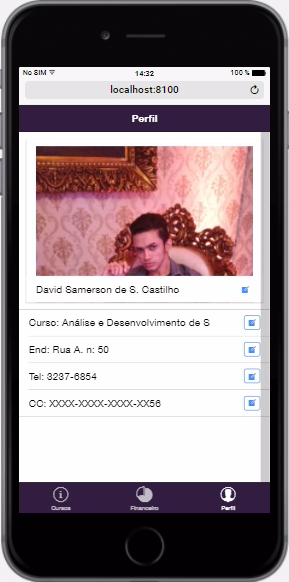 No SIM 14:32 100 %
localhost:8100
Perfil
David Samerson de S. Castilho
Curso: Análise e Desenvolvimento de S
End: Rua A. n: 50
Tel: 3237-6854
CC: XXXX-XXXX-XXXX-XX56
Cursos Financeiro Perfil